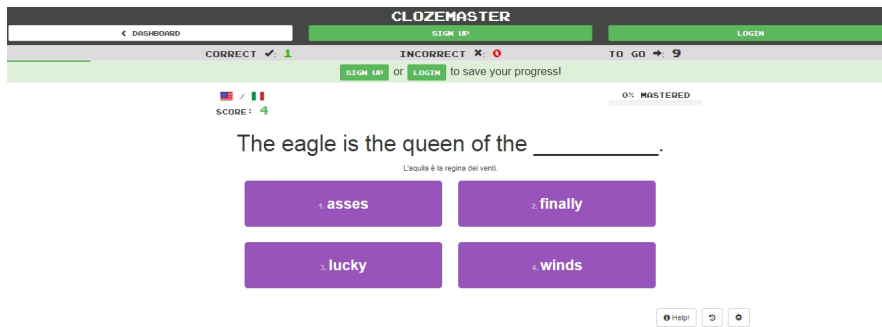 CLOZEMASTER
< DASHBOARD SIGN UP LOGIN
CORRECT ✔: 1 INCORRECT ✖: 0 TO GO ➔: 9
SIGN UP or LOGIN to save your progress!
/ 0% MASTERED
SCORE: 4
The eagle is the queen of the __________.
L'aquila è la regina dei venti.
1. asses 2. finally
3. lucky 4. winds
Help!